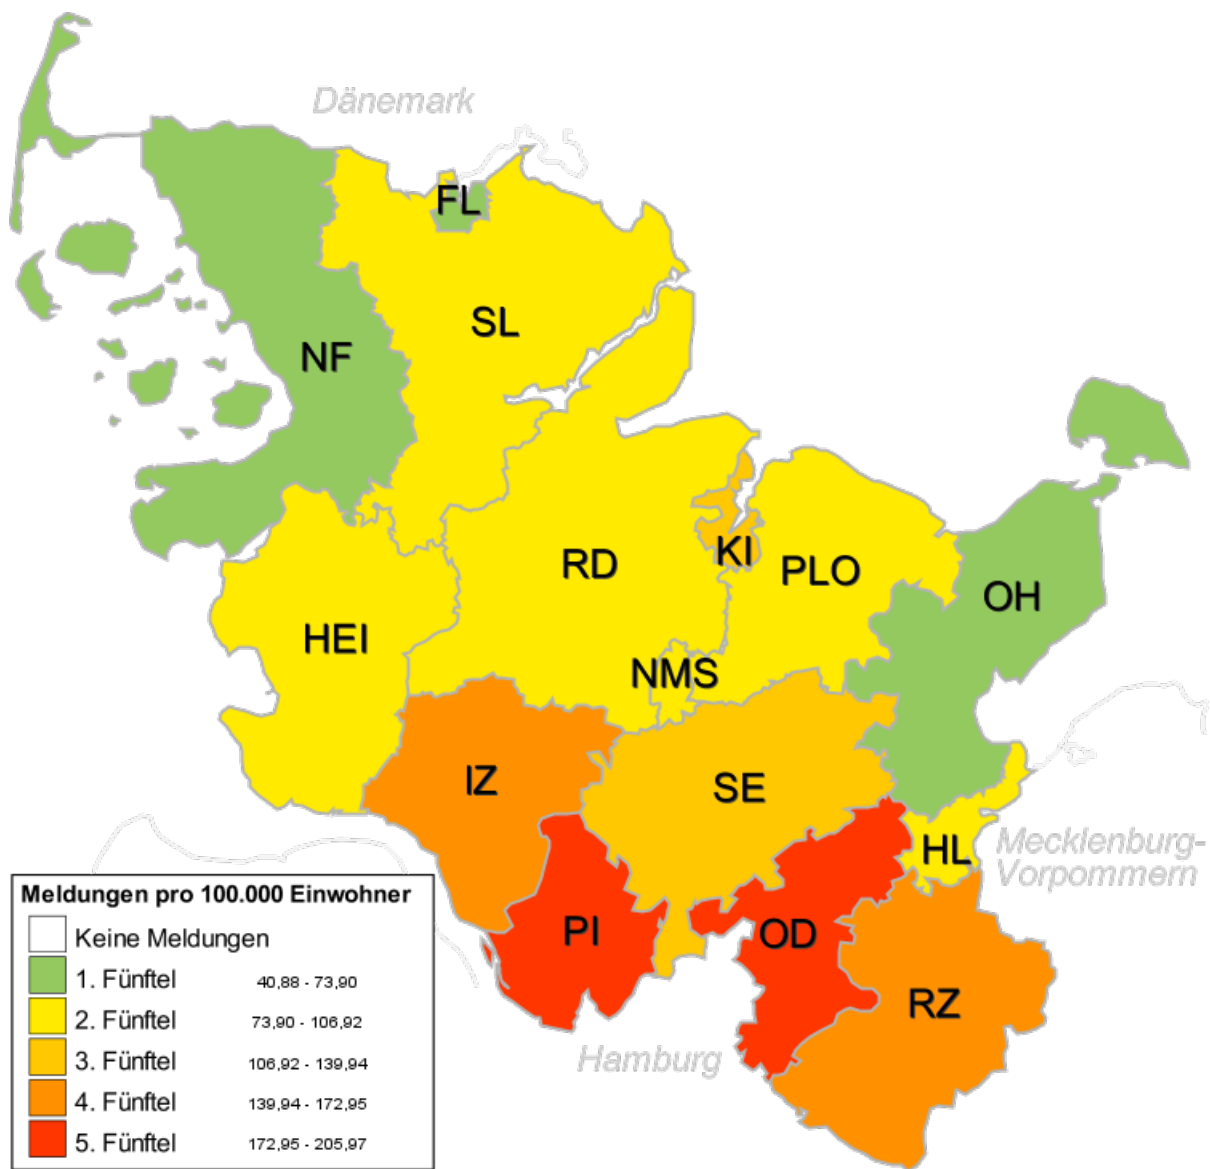 Dänemark
FL
SL
NF
KI
RD
PLO
OH
HEI
NMS
IZ
SE
HL
Mecklenburg-
Vorpommern
PI
OD
RZ
Hamburg
Meldungen pro 100.000 Einwohner
Keine Meldungen
1. Fünftel 40,88 - 73,90
2. Fünftel 73,90 - 106,92
3. Fünftel 106,92 - 139,94
4. Fünftel 139,94 - 172,95
5. Fünftel 172,95 - 205,97